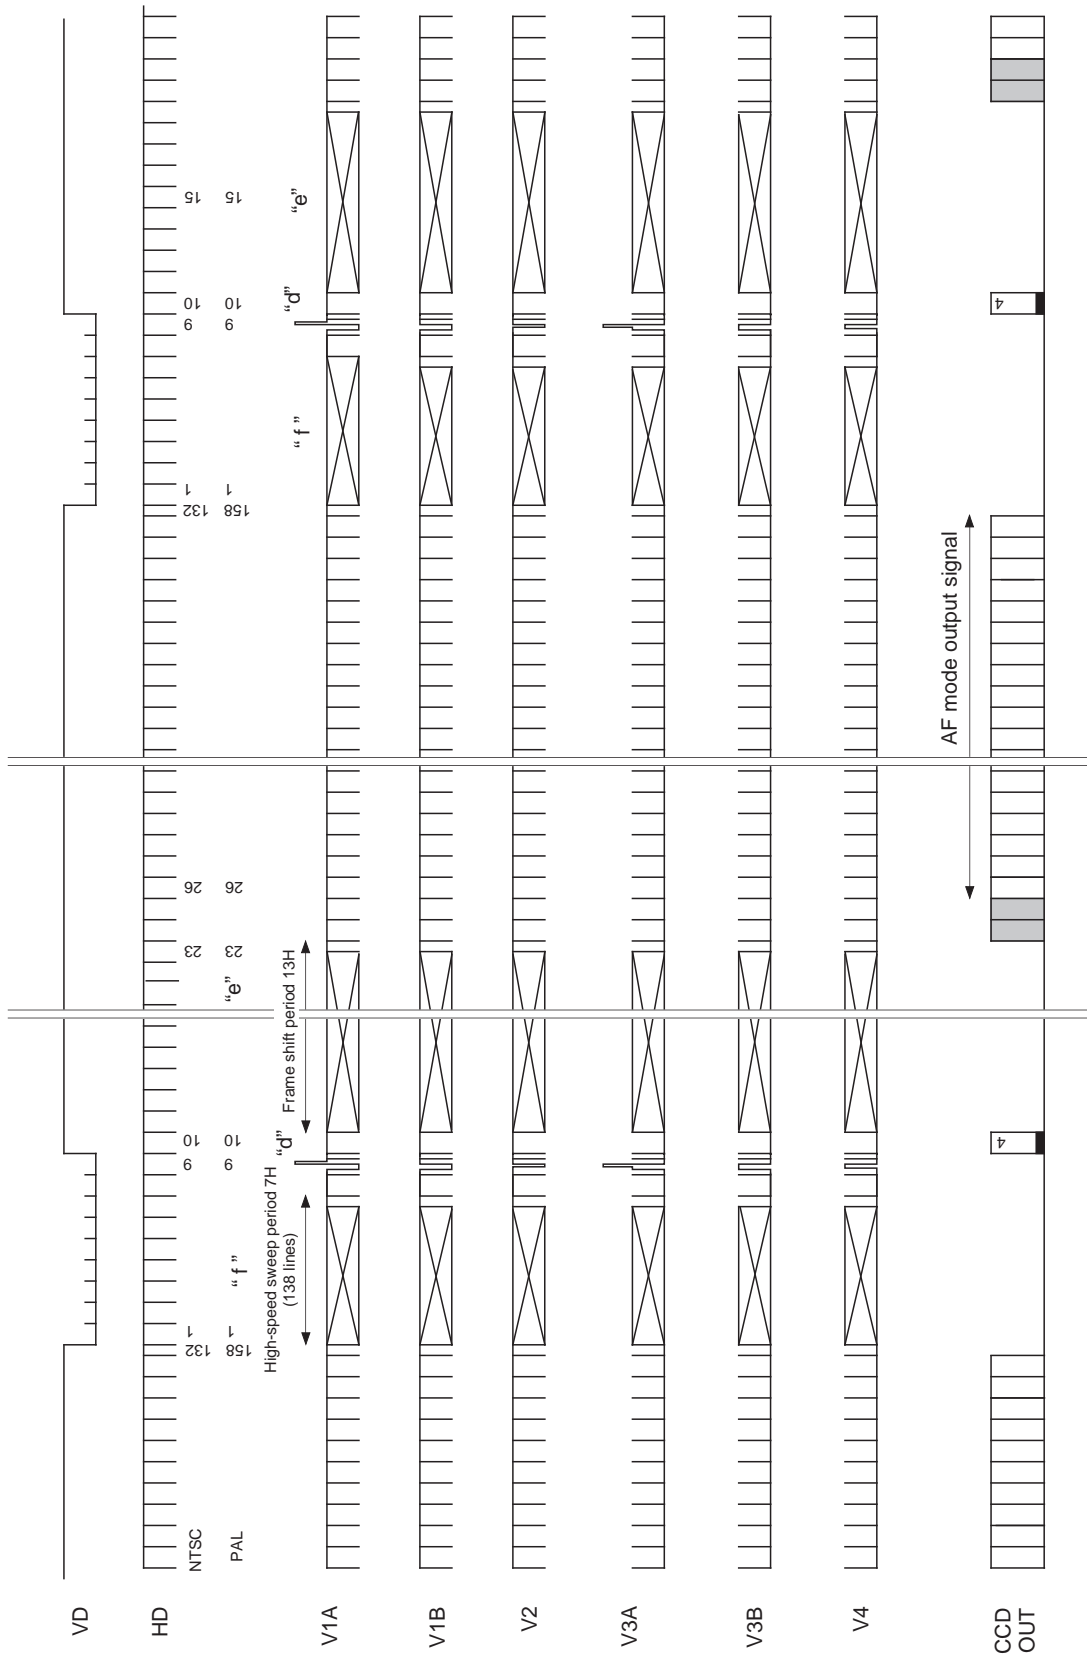 VD
HD
NTSC
132 1 9 10 23 26 132 1 9 10 15
PAL
158 1 9 10 23 26 158 1 9 10 15
“f” “d” “e” “f” “d” “e”
High-speed sweep period 7H
(138 lines)
Frame shift period 13H
V1A
V1B
V2
V3A
V3B
V4
AF mode output signal
CCD
OUT
4 4